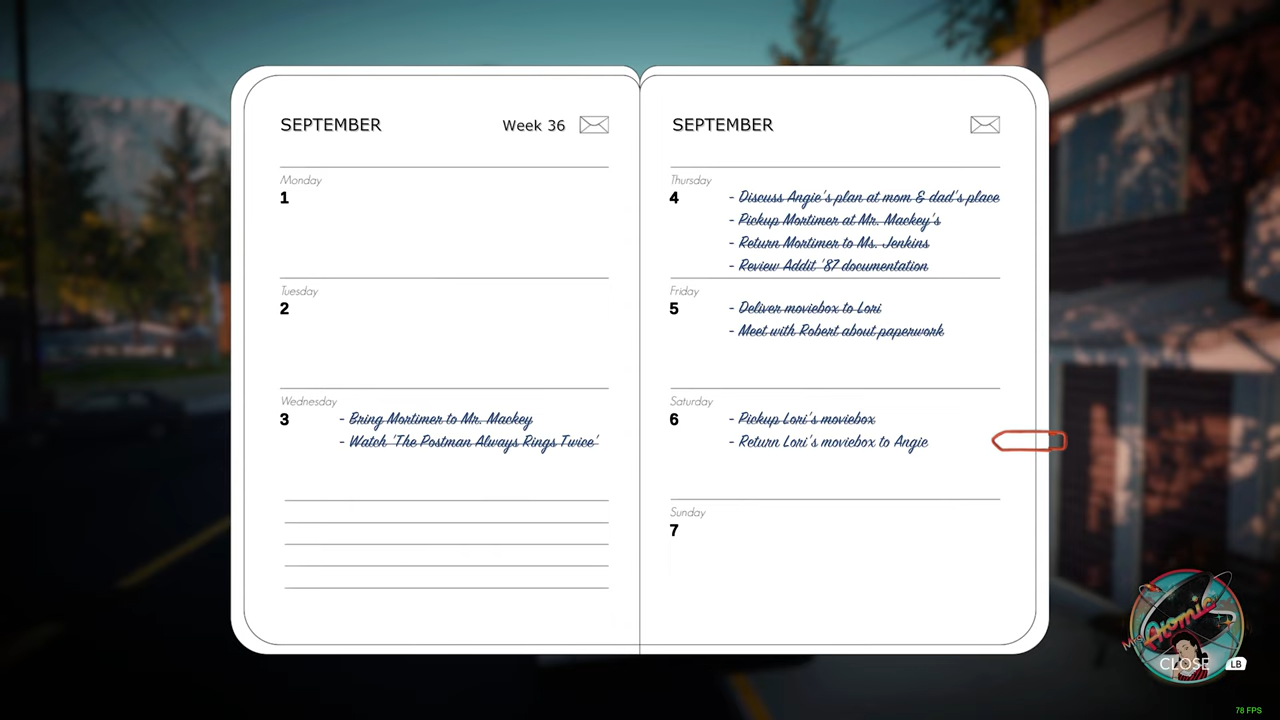 SEPTEMBER
Week 36
Monday
1
Tuesday
2
Wednesday
3
- Bring Mortimer to Mr. Mackey
- Watch 'The Postman Always Rings Twice'
SEPTEMBER
Thursday
4
- Discuss Angie's plan at mom & dad's place
- Pickup Mortimer at Mr. Mackey's
- Return Mortimer to Ms. Jenkins
- Review Addit '87 documentation
Friday
5
- Deliver moviebox to Lori
- Meet with Robert about paperwork
Saturday
6
- Pickup Lori's moviebox
- Return Lori's moviebox to Angie
Sunday
7
Atomic
CLOSE LB
78 FPS